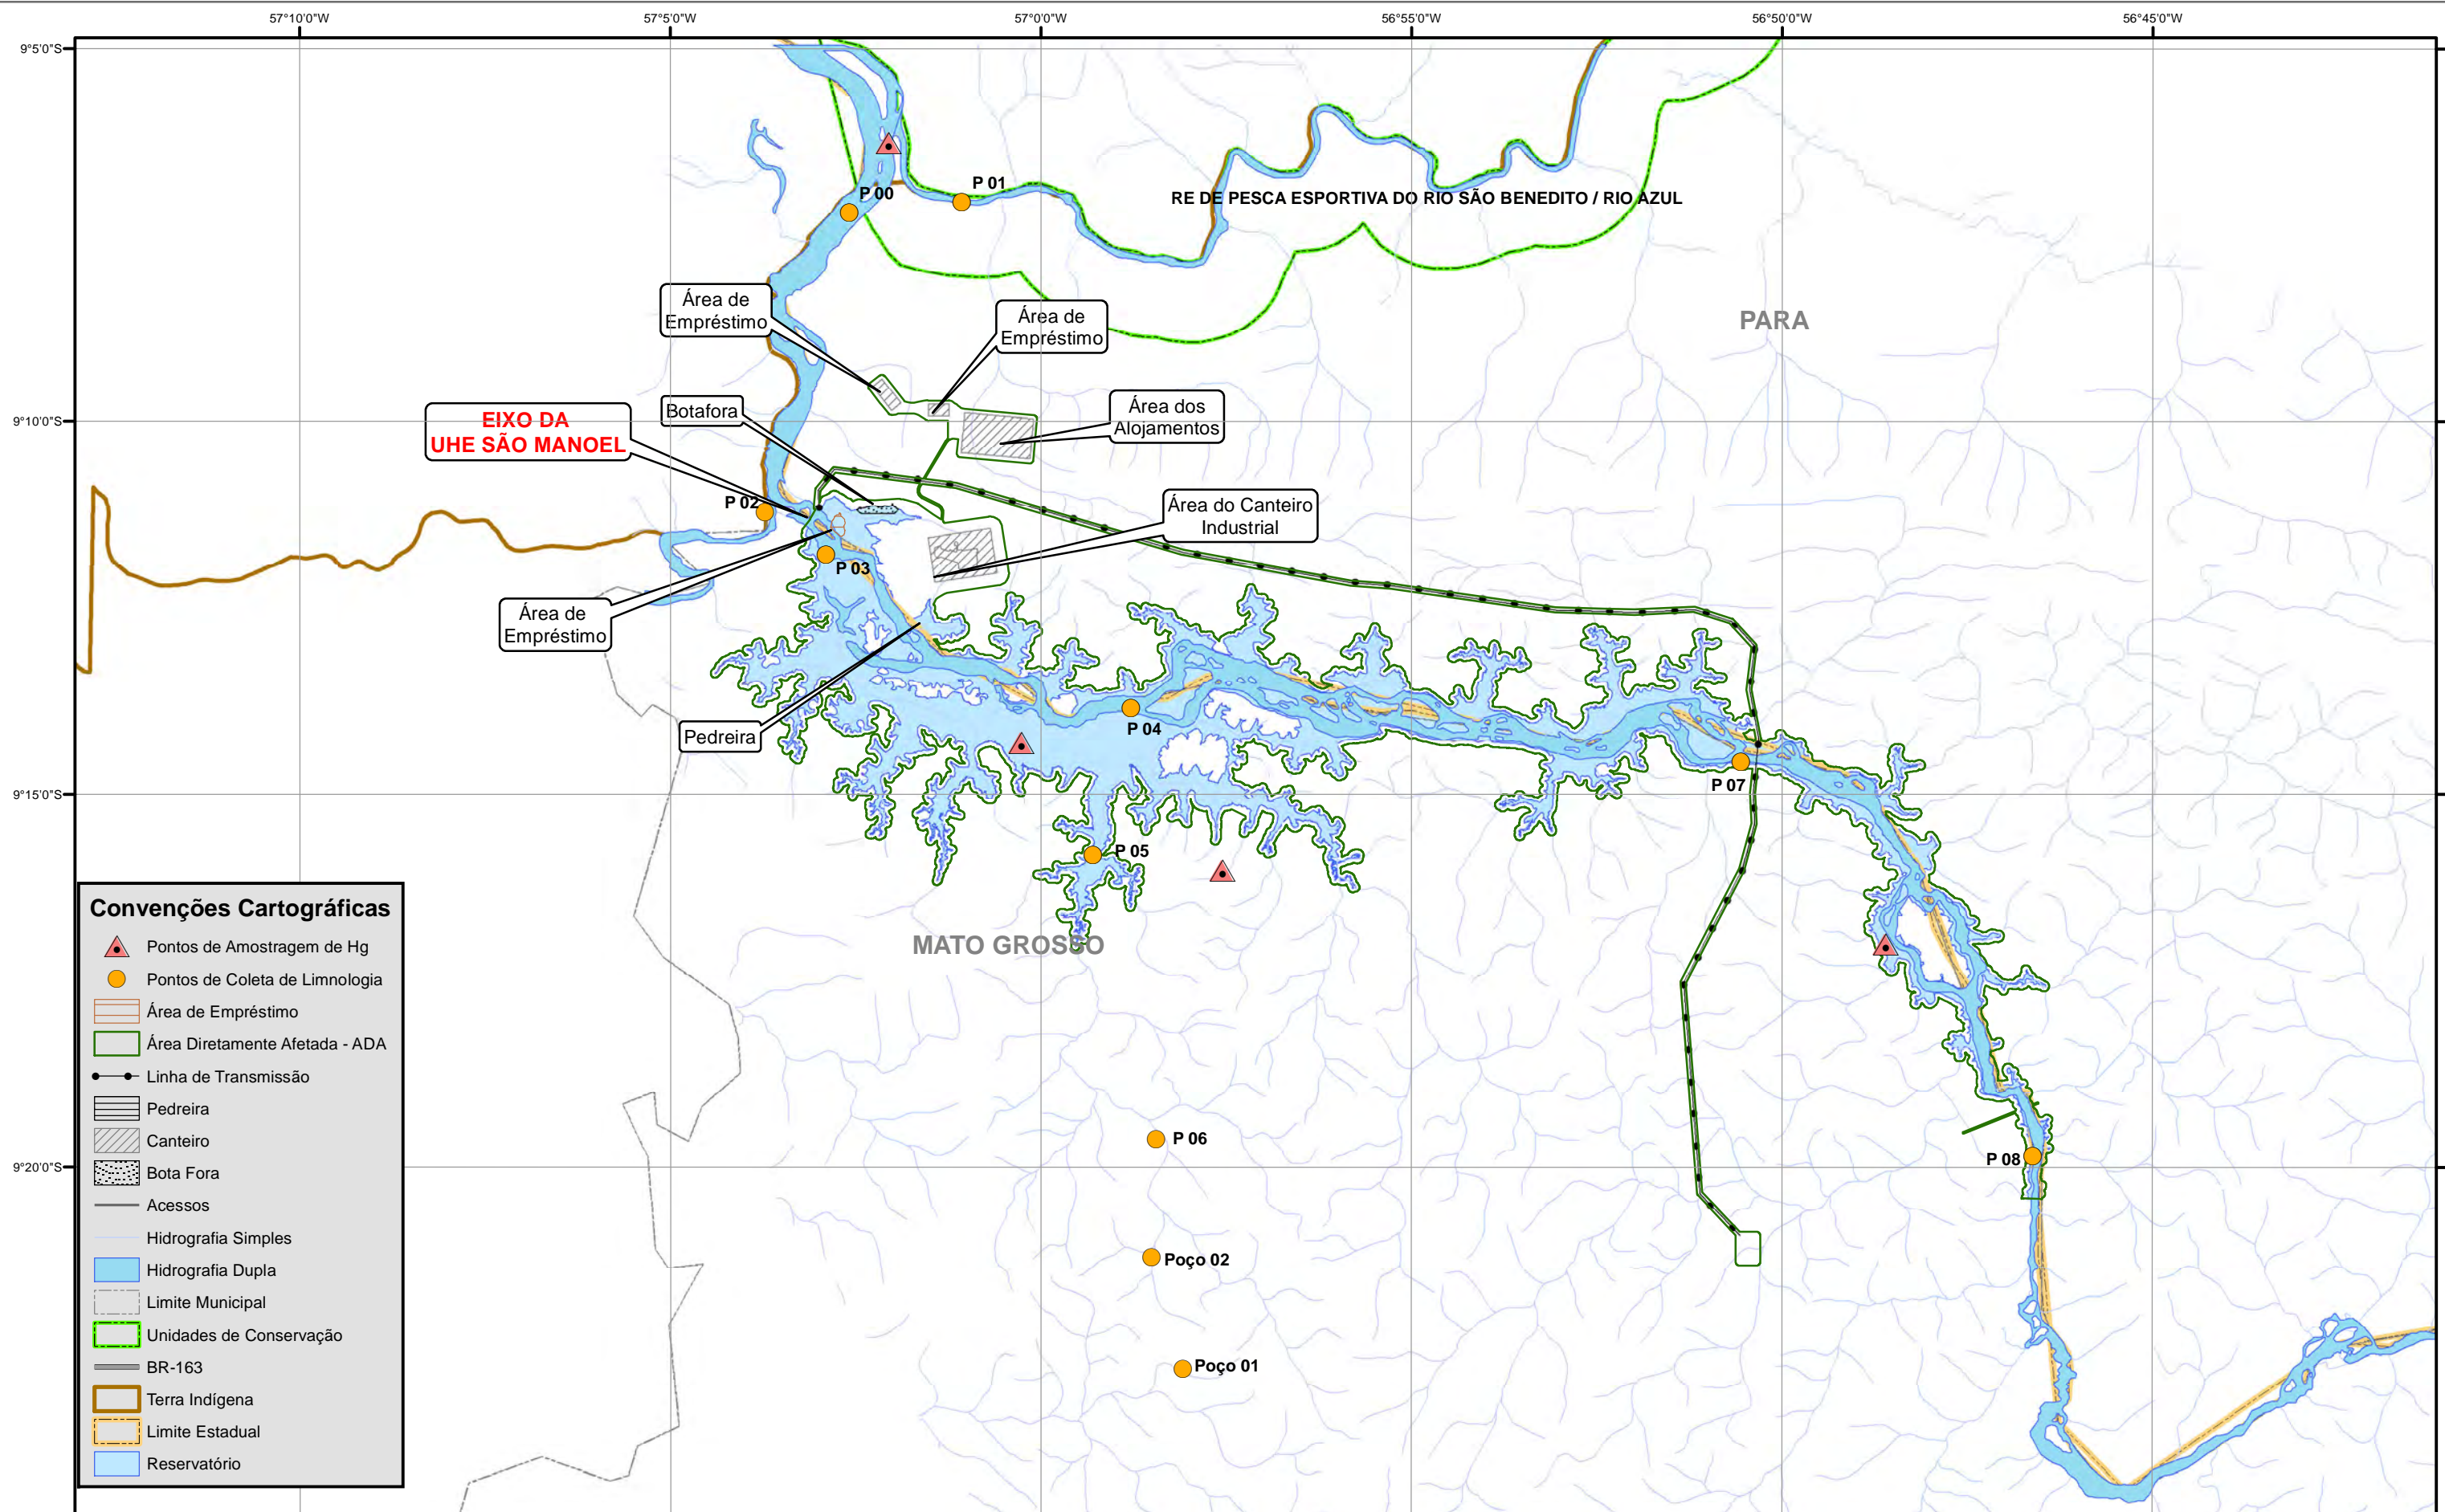 57°10'0"W
57°5'0"W
57°0'0"W
56°55'0"W
56°50'0"W
56°45'0"W
9°5'0"S
P 00
P 01
RE DE PESCA ESPORTIVA DO RIO SÃO BENEDITO / RIO AZUL
Área de
Empréstimo
Área de
Empréstimo
PARA
9°10'0"S
EIXO DA
UHE SÃO MANOEL
Botafora
Área dos
Alojamentos
P 02
Área do Canteiro
Industrial
P 03
Área de
Empréstimo
Pedreira
P 04
P 07
9°15'0"S
P 05
MATO GROSSO
P 06
P 08
9°20'0"S
Poço 02
Poço 01
Convenções Cartográficas
Pontos de Amostragem de Hg
Pontos de Coleta de Limnologia
Área de Empréstimo
Área Diretamente Afetada - ADA
Linha de Transmissão
Pedreira
Canteiro
Bota Fora
Acessos
Hidrografia Simples
Hidrografia Dupla
Limite Municipal
Unidades de Conservação
BR-163
Terra Indígena
Limite Estadual
Reservatório